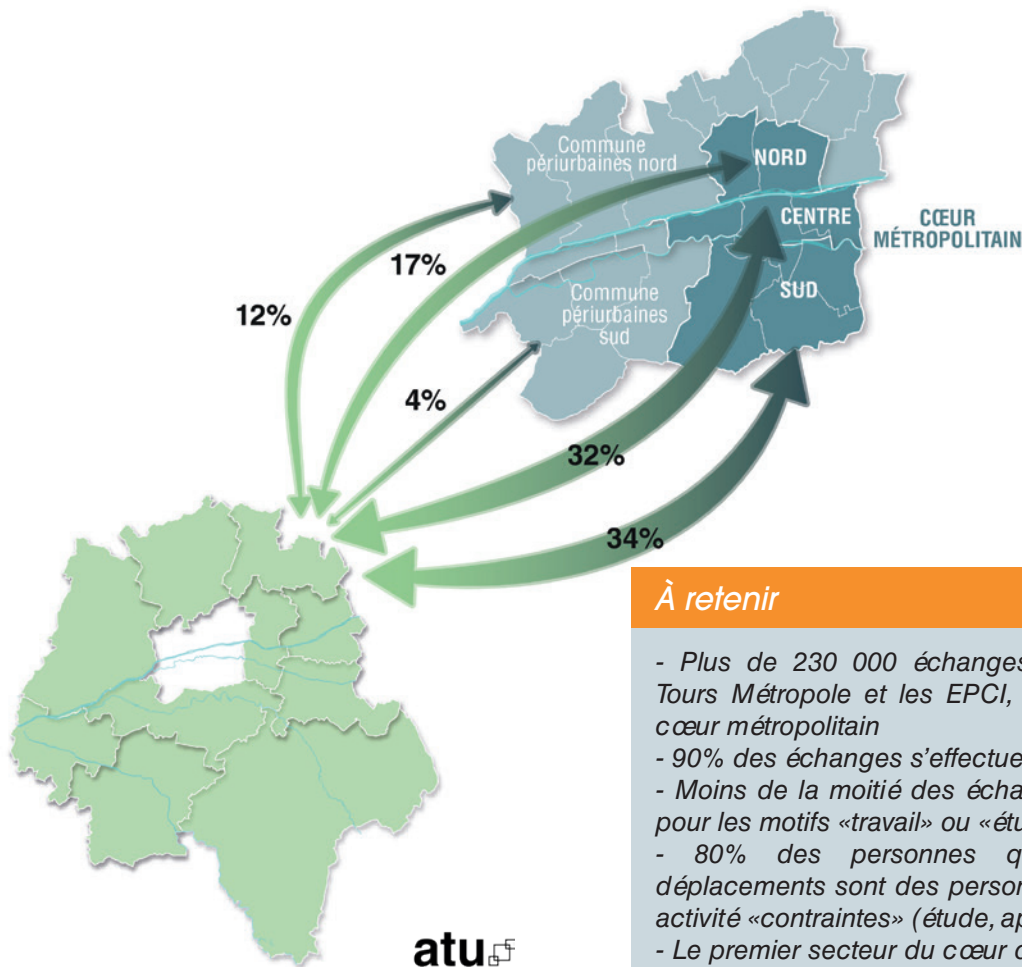 Commune
périurbaines nord
NORD
CENTRE
CŒUR
MÉTROPOLITAIN
SUD
Commune
périurbaines
sud
17%
12%
4%
32%
34%
À retenir
- Plus de 230 000 échanges
Tours Métropole et les EPCI,
cœur métropolitain
- 90% des échanges s’effectue
- Moins de la moitié des écha
pour les motifs «travail» ou «étu
- 80% des personnes q
déplacements sont des person
activité «contraintes» (étude, ap
- Le premier secteur du cœur d
atu